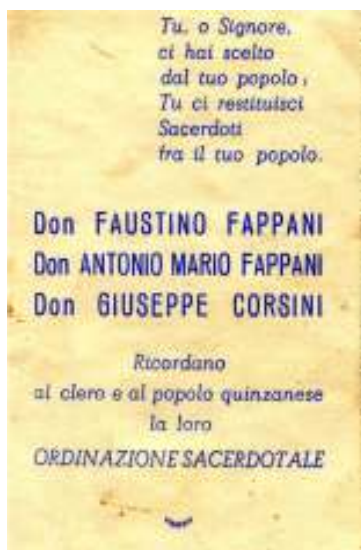 Tu, o Signore,
ci hai scelto
dal tuo popolo,
Tu ci restituisci
Sacerdoti
fra il tuo popolo.
Don FAUSTINO FAPPANI
Don ANTONIO MARIO FAPPANI
Don GIUSEPPE CORSINI
Ricordano
al clero e al popolo quinzanese
la loro
ORDINAZIONE SACERDOTALE